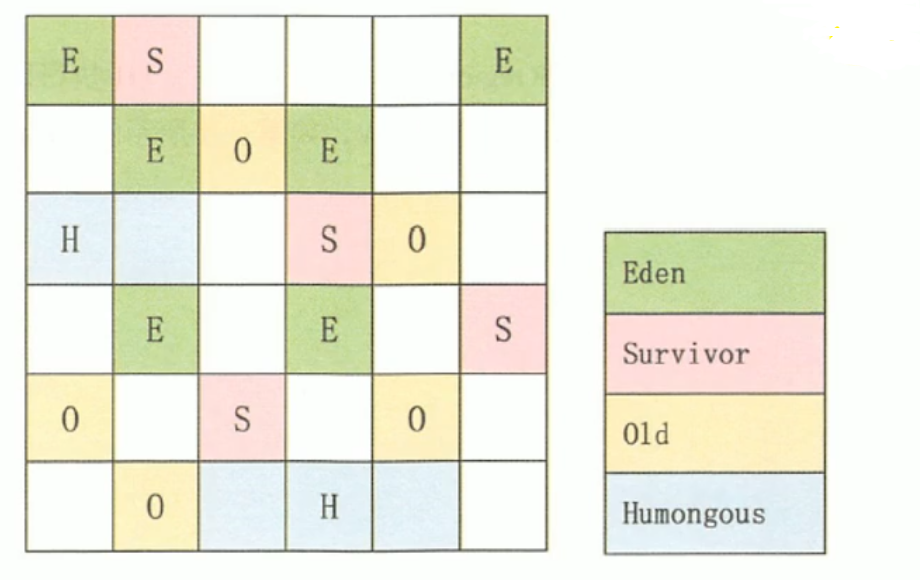 E S E
E O E
H S O
E E S
O S O
O H
Eden
Survivor
Old
Humongous